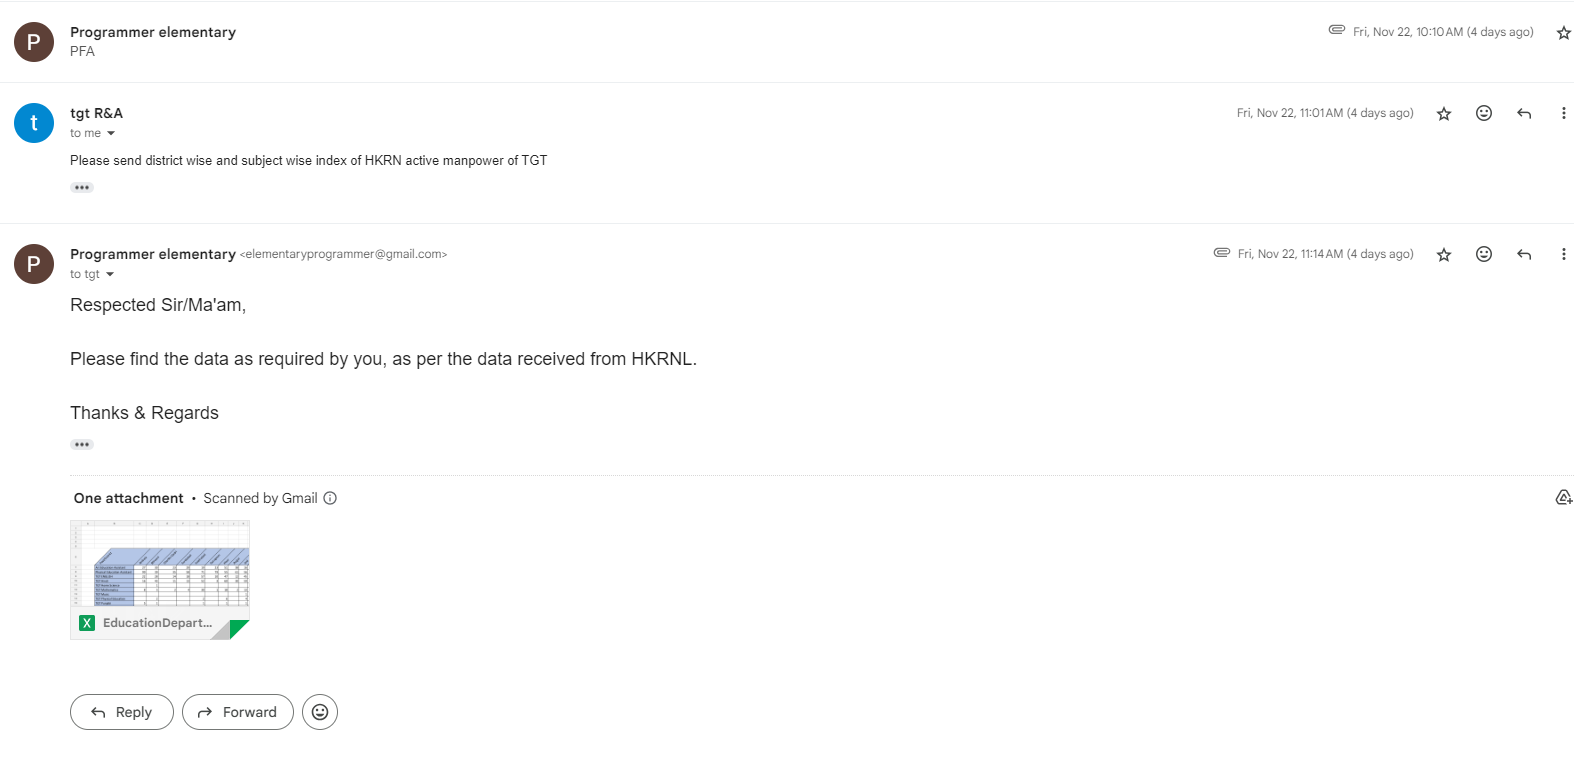 P
Programmer elementary
Fri, Nov 22, 10:10 AM (4 days ago)
PFA
t
tgt R&A
Fri, Nov 22, 11:01 AM (4 days ago)
to me
Please send district wise and subject wise index of HKRN active manpower of TGT
P
Programmer elementary <elementaryprogrammer@gmail.com>
Fri, Nov 22, 11:14 AM (4 days ago)
to tgt
Respected Sir/Ma'am,
Please find the data as required by you, as per the data received from HKRNL.
Thanks & Regards
One attachment • Scanned by Gmail
X EducationDepart...
Reply
Forward